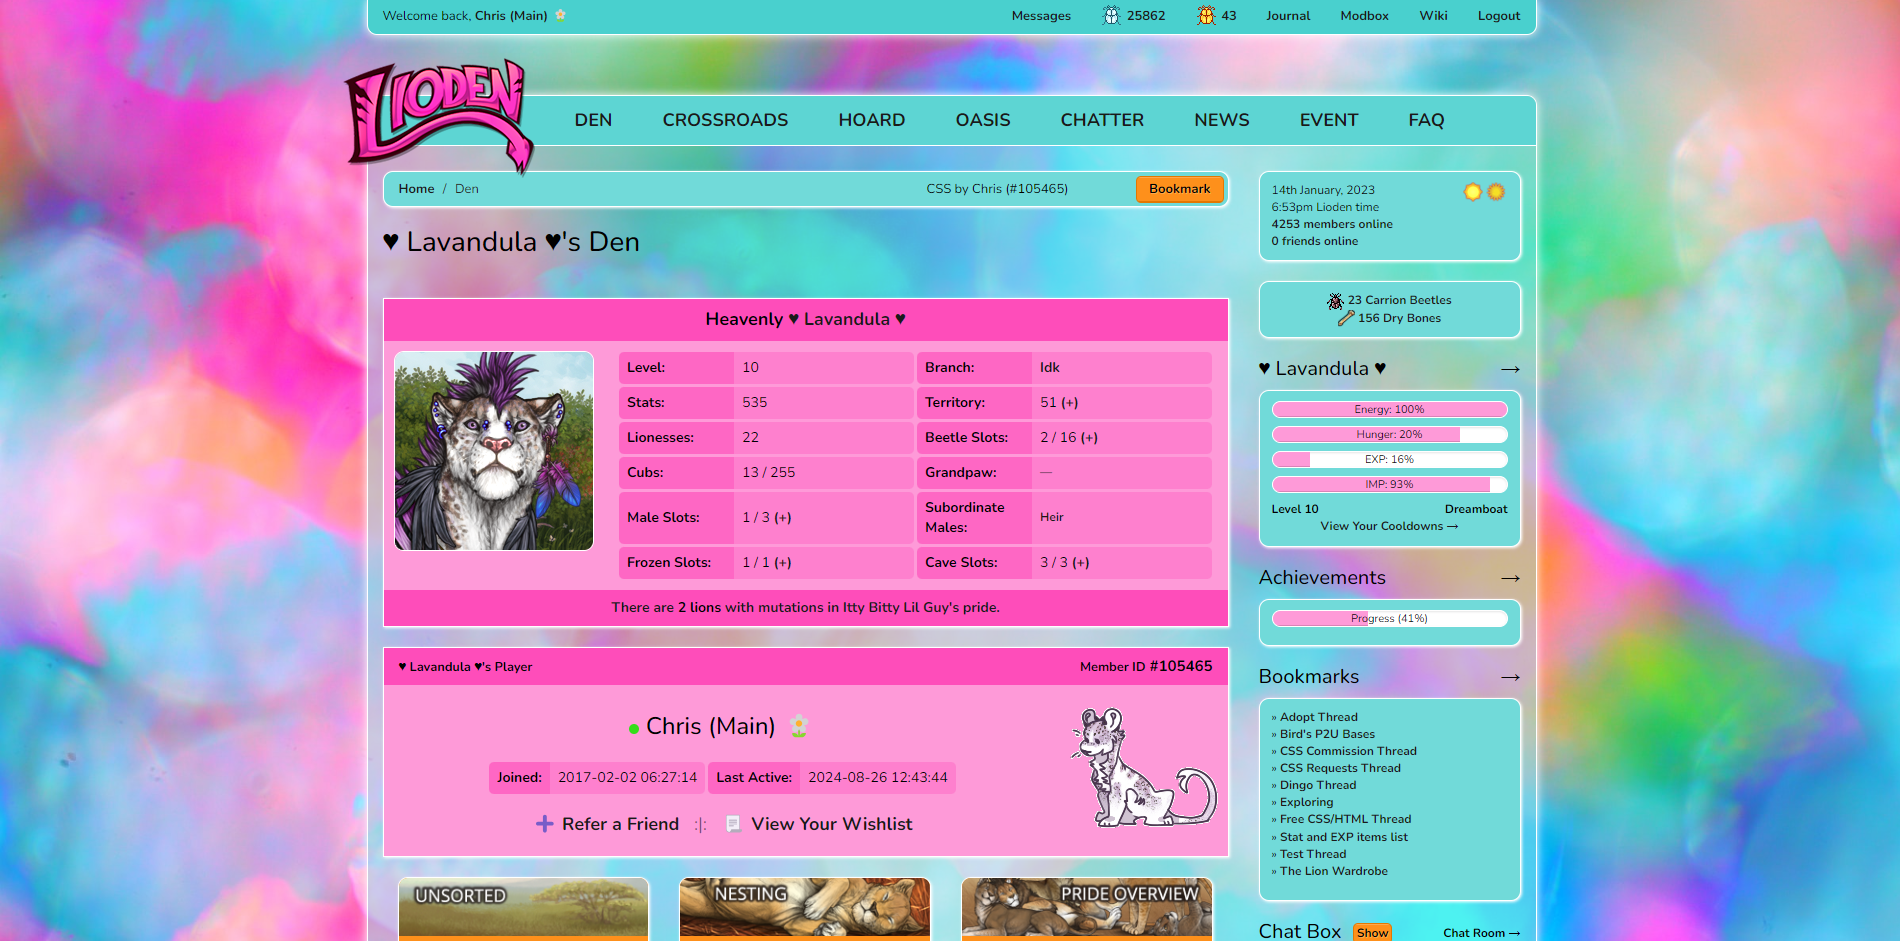 Welcome back, Chris (Main)
Messages 25862 43 Journal Modbox Wiki Logout
LIODEN
DEN CROSSROADS HOARD OASIS CHATTER NEWS EVENT FAQ
Home / Den CSS by Chris (#105465) Bookmark
♥ Lavandula ♥'s Den
Heavenly ♥ Lavandula ♥
Level: 10 Branch: Idk
Stats: 535 Territory: 51 (+)
Lionesses: 22 Beetle Slots: 2 / 16 (+)
Cubs: 13 / 255 Grandpaw: —
Male Slots: 1 / 3 (+) Subordinate
Males: Heir
Frozen Slots: 1 / 1 (+) Cave Slots: 3 / 3 (+)
There are 2 lions with mutations in Itty Bitty Lil Guy's pride.
♥ Lavandula ♥'s Player Member ID #105465
Chris (Main)
Joined: 2017-02-02 06:27:14 Last Active: 2024-08-26 12:43:44
Refer a Friend :|: View Your Wishlist
UNSORTED NESTING PRIDE OVERVIEW
14th January, 2023
6:53pm Lioden time
4253 members online
0 friends online
23 Carrion Beetles
156 Dry Bones
♥ Lavandula ♥ →
Energy: 100%
Hunger: 20%
EXP: 16%
IMP: 93%
Level 10 Dreamboat
View Your Cooldowns →
Achievements →
Progress (41%)
Bookmarks →
» Adopt Thread
» Bird's P2U Bases
» CSS Commission Thread
» CSS Requests Thread
» Dingo Thread
» Exploring
» Free CSS/HTML Thread
» Stat and EXP items list
» Test Thread
» The Lion Wardrobe
Chat Box Show Chat Room →